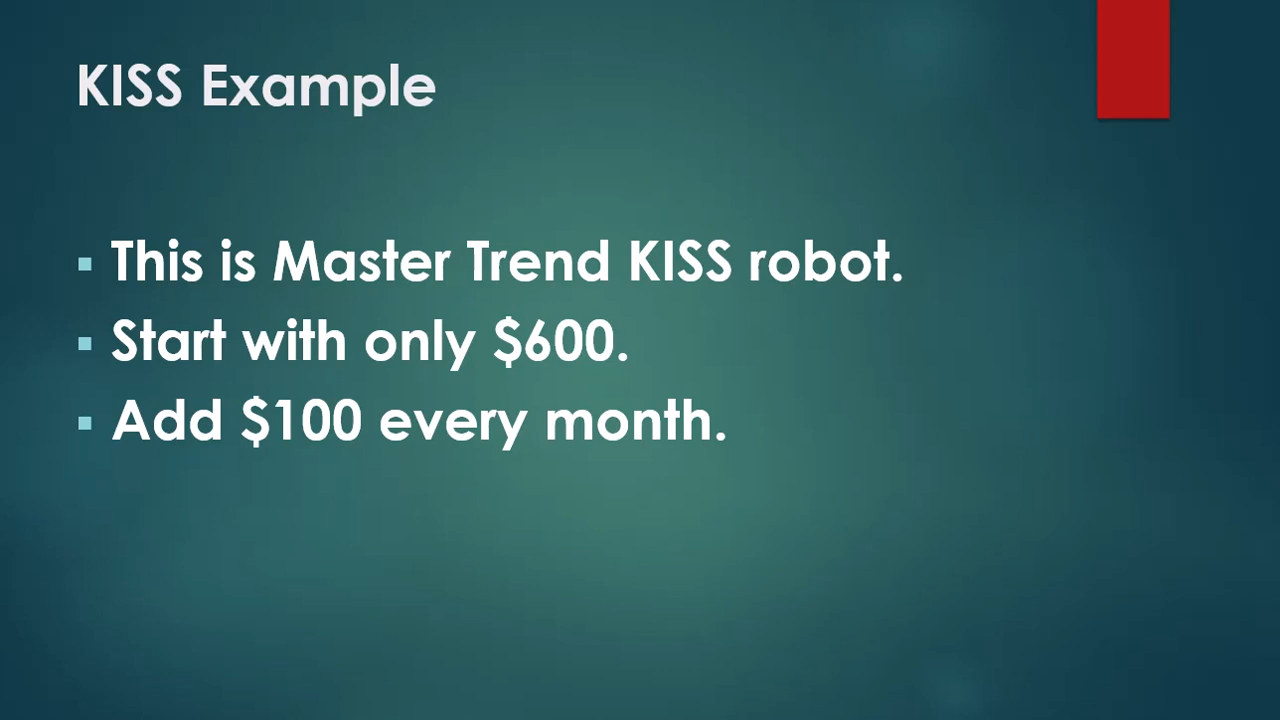 KISS Example
This is Master Trend KISS robot.
Start with only $600.
Add $100 every month.